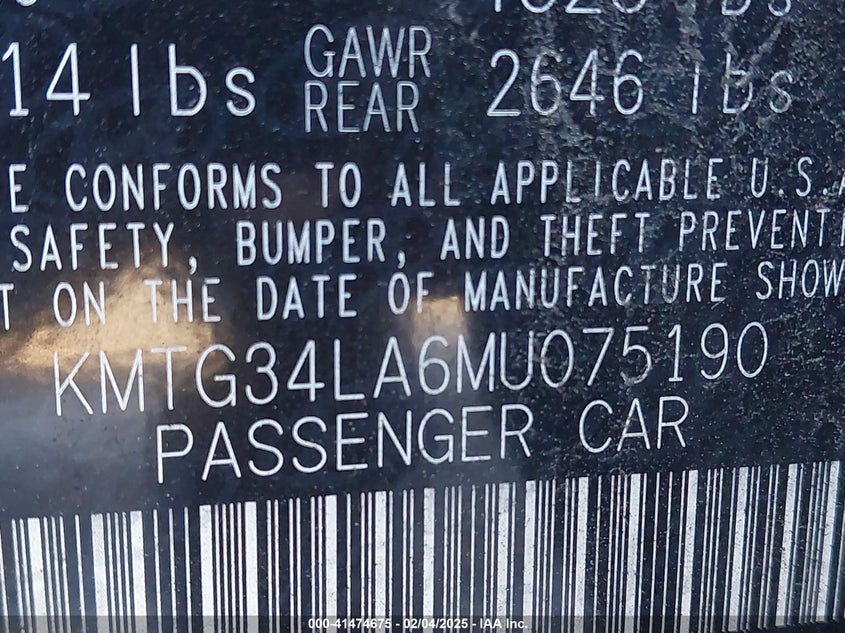 14 lbs GAWR REAR 2646 lbs
E CONFORMS TO ALL APPLICABLE U.S.
SAFETY, BUMPER, AND THEFT PREVENTI
T ON THE DATE OF MANUFACTURE SHOW
KMTG34LA6MU075190
PASSENGER CAR
000-41474675 - 02/04/2025 - IAA Inc.